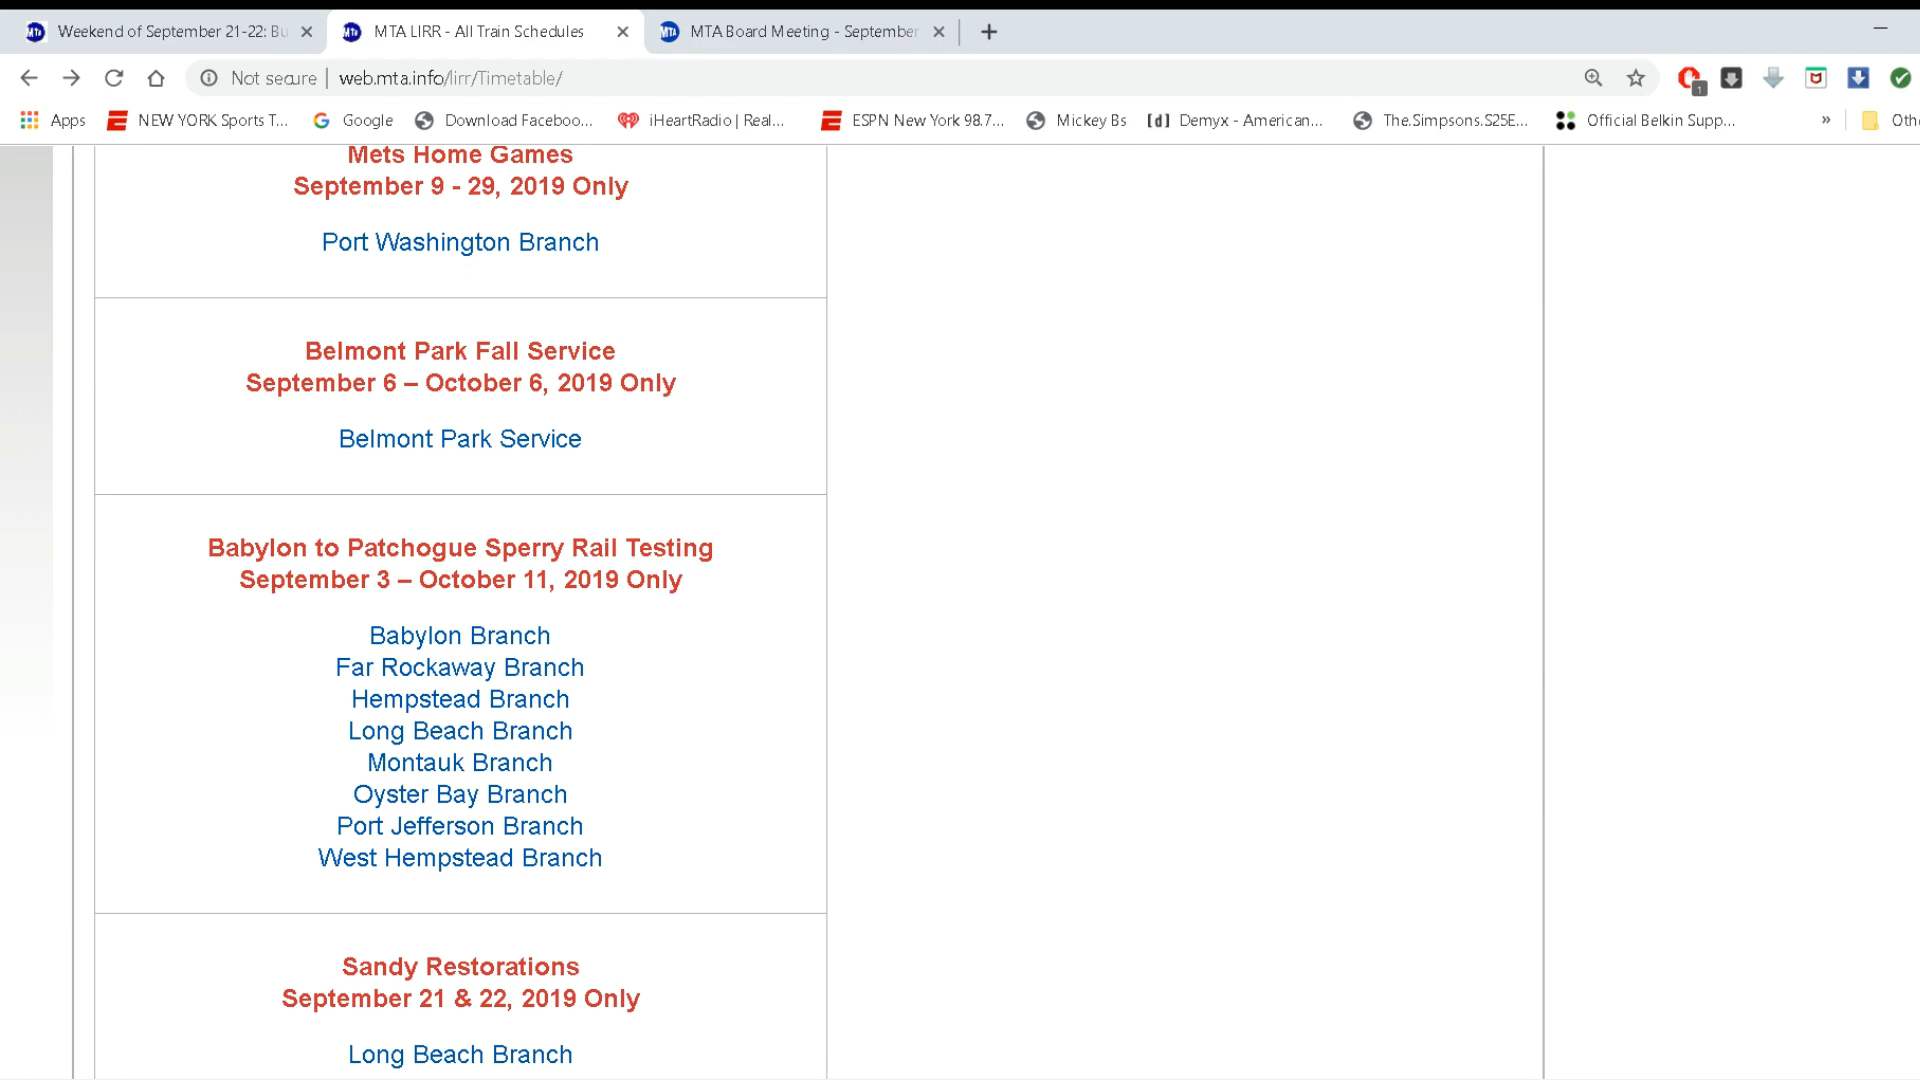 Weekend of September 21-22: Bu
MTA LIRR - All Train Schedules
MTA Board Meeting - September
Not secure | web.mta.info/lirr/Timetable/
1
Apps
NEW YORK Sports T...
Google
Download Faceboo...
iHeartRadio | Real...
ESPN New York 98.7...
Mickey Bs
[d] Demyx - American...
The.Simpsons.S25E...
Official Belkin Supp...
»
Oth
Mets Home Games
September 9 - 29, 2019 Only
Port Washington Branch
Belmont Park Fall Service
September 6 – October 6, 2019 Only
Belmont Park Service
Babylon to Patchogue Sperry Rail Testing
September 3 – October 11, 2019 Only
Babylon Branch
Far Rockaway Branch
Hempstead Branch
Long Beach Branch
Montauk Branch
Oyster Bay Branch
Port Jefferson Branch
West Hempstead Branch
Sandy Restorations
September 21 & 22, 2019 Only
Long Beach Branch